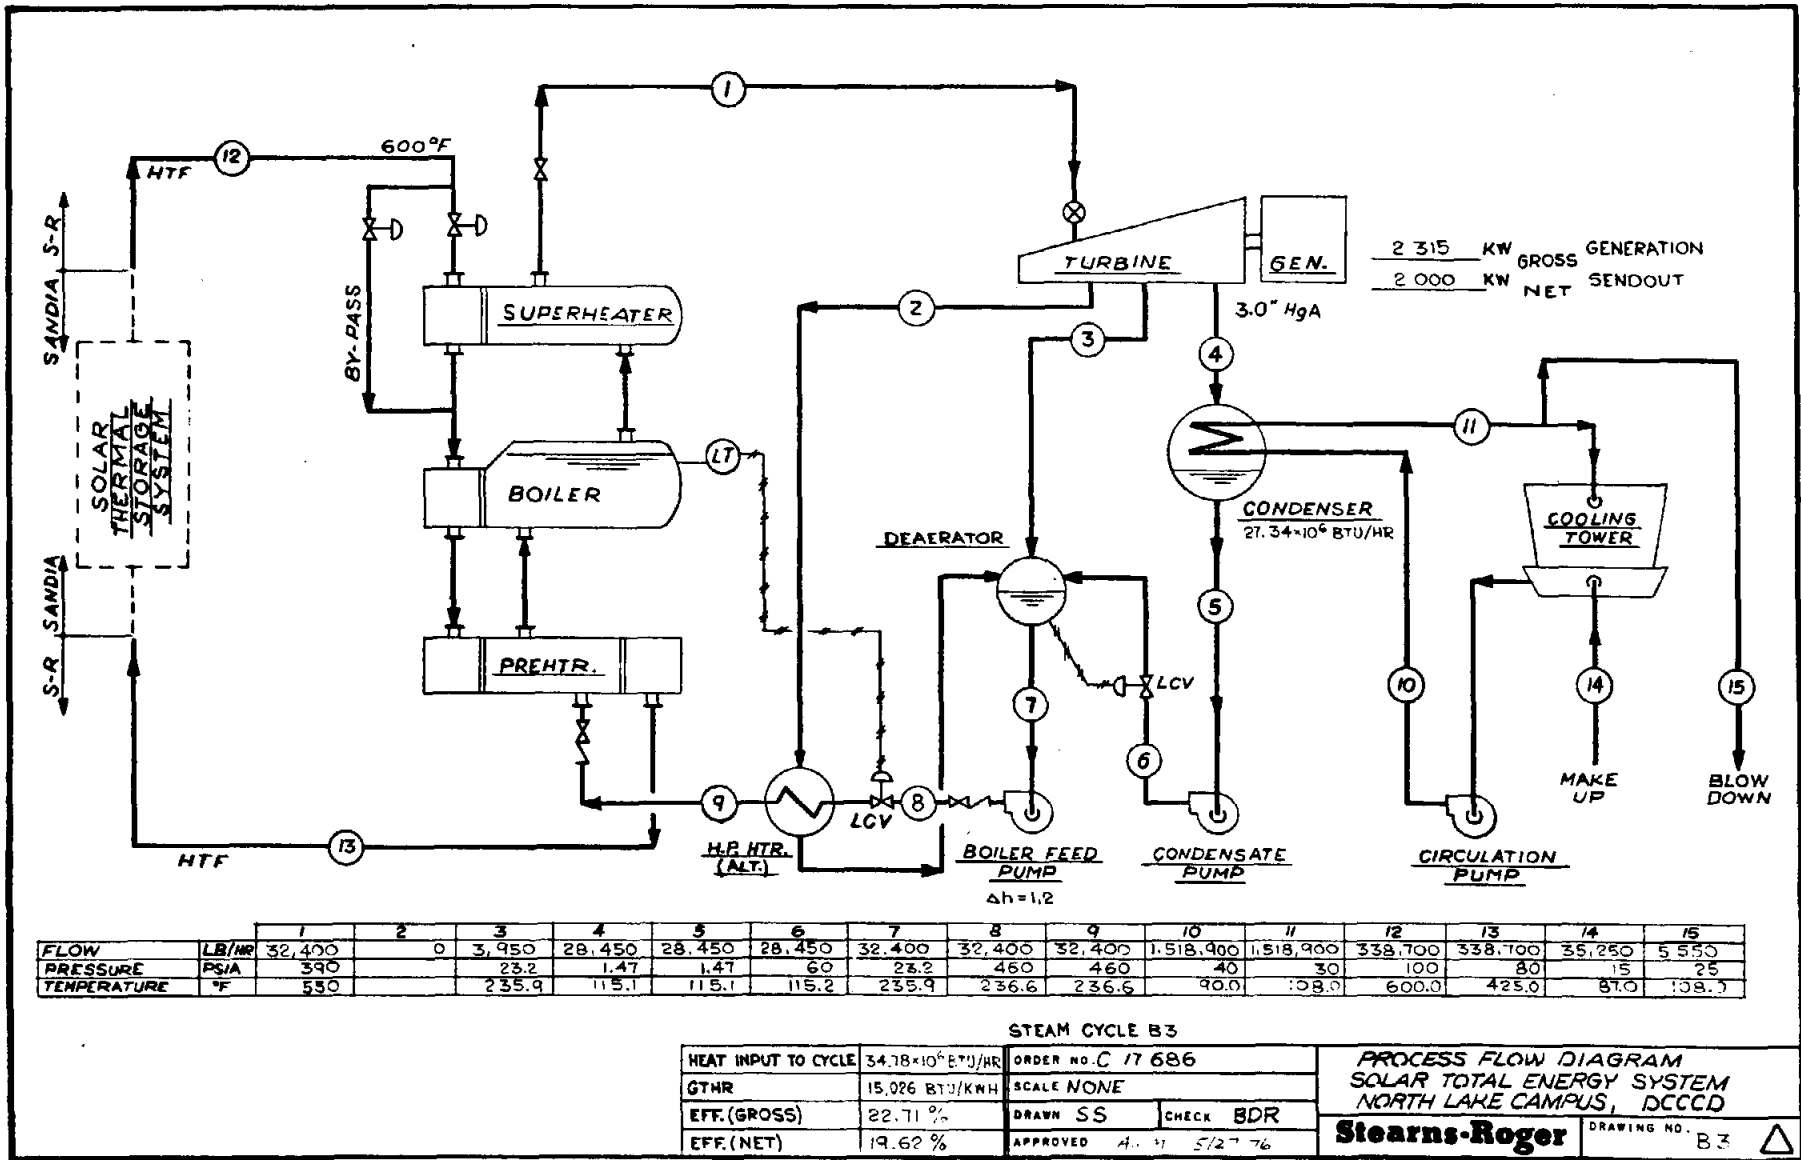 1
12
600°F
HTF
S-R
SANDIA
BY-PASS
SUPERHEATER
2
3
4
TURBINE
GEN.
2 315 KW GROSS GENERATION
2 000 KW NET SENDOUT
3.0" HgA
SOLAR
THERMAL
STORAGE
SYSTEM
LT
BOILER
11
CONDENSER
27.34×10⁶ BTU/HR
COOLING
TOWER
DEAERATOR
SANDIA
S-R
PREHTR.
5
LCV
7
6
10
14
15
MAKE
UP
BLOW
DOWN
9
LCV
8
13
HTF
H.P. HTR.
(ALT.)
BOILER FEED
PUMP
Δh=1.2
CONDENSATE
PUMP
CIRCULATION
PUMP
1 2 3 4 5 6 7 8 9 10 11 12 13 14 15
FLOW LB/HR 32,400 0 3,950 28,450 28,450 28,450 32,400 32,400 32,400 1,518,900 1,518,900 338,700 338,700 35,250 5 550
PRESSURE PSIA 390 23.2 1.47 1.47 60 23.2 460 460 40 30 100 80 15 25
TEMPERATURE °F 550 235.9 115.1 115.1 115.2 235.9 236.6 236.6 90.0 108.0 600.0 425.0 108.0
STEAM CYCLE B3
HEAT INPUT TO CYCLE 34.78×10⁶ BTU/HR
GTHR 15,026 BTU/KWH
EFF. (GROSS) 22.71 %
EFF. (NET) 19.62 %
ORDER NO. C 17 686
SCALE NONE
DRAWN SS CHECK BDR
APPROVED 5/27 76
PROCESS FLOW DIAGRAM
SOLAR TOTAL ENERGY SYSTEM
NORTH LAKE CAMPUS, DCCCD
Stearns-Roger
DRAWING NO.
B3